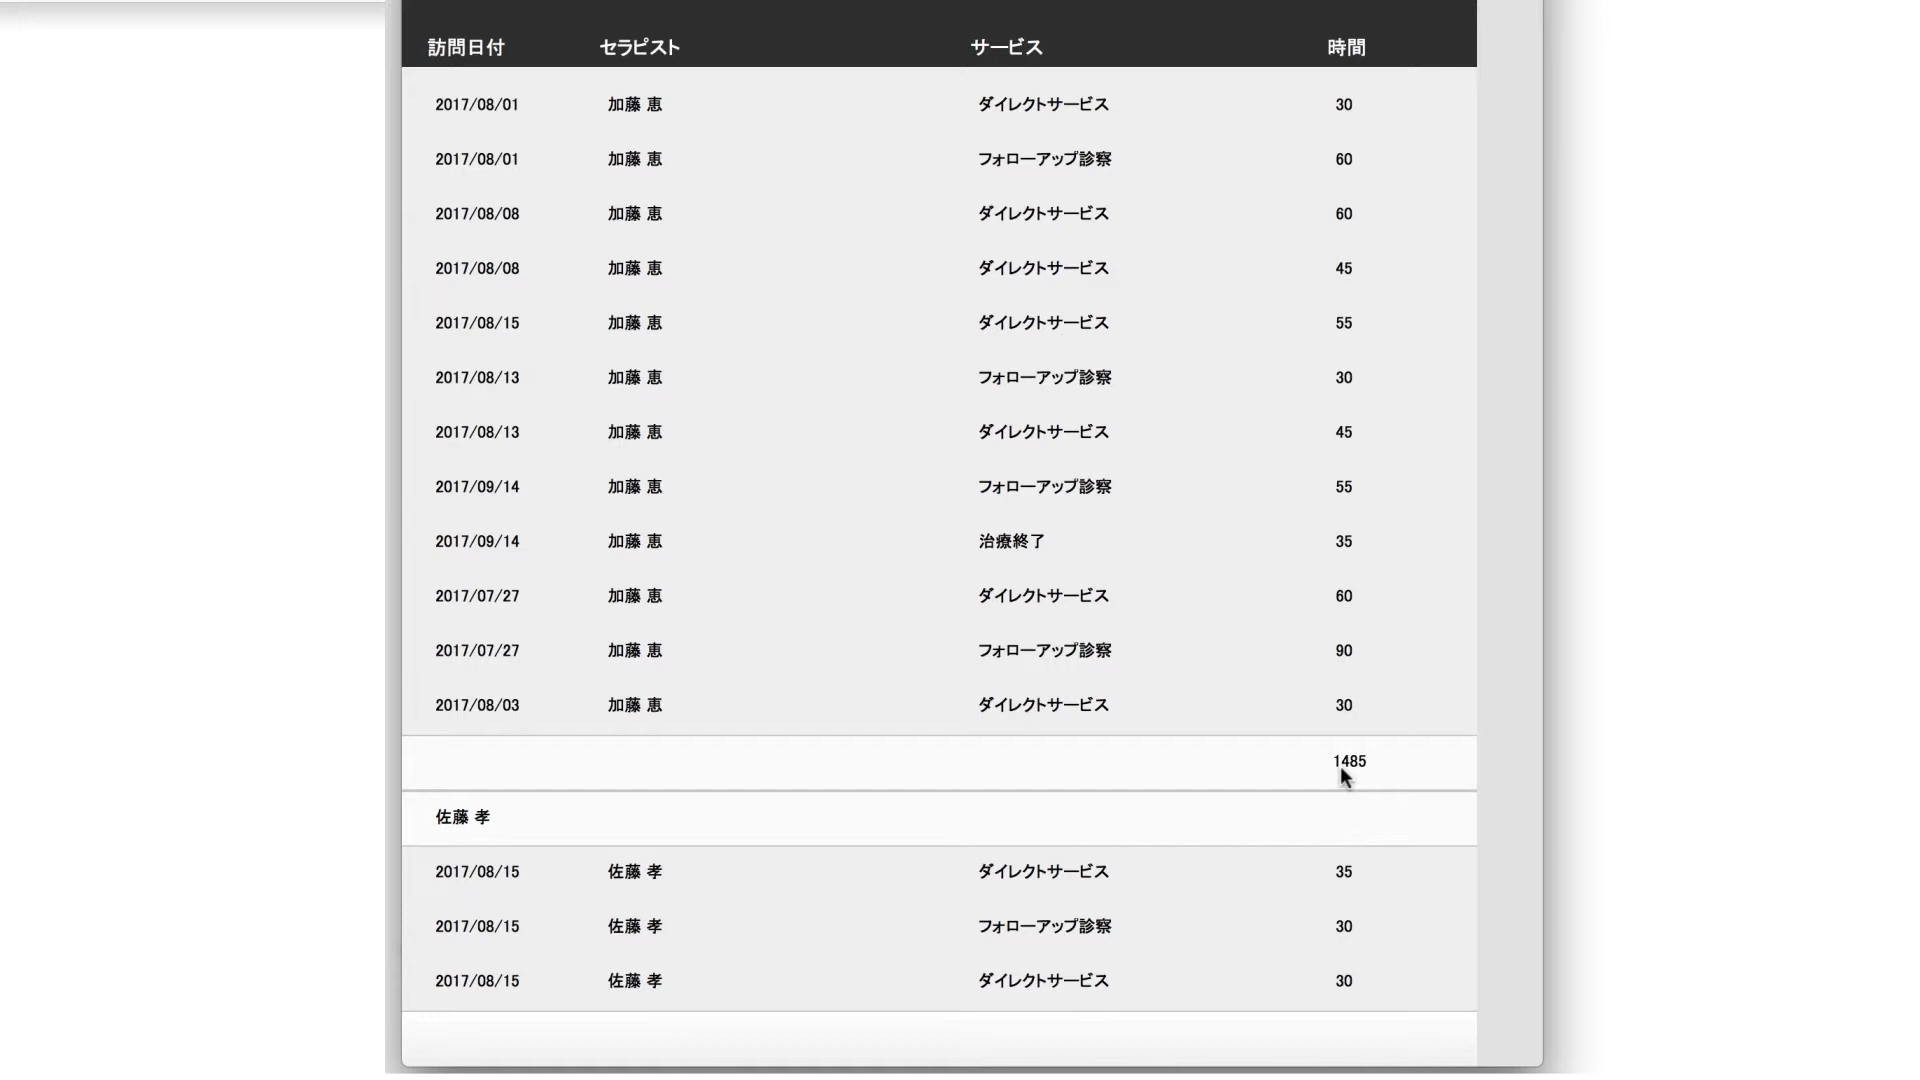 訪問日付 セラピスト サービス 時間
2017/08/01 加藤 恵 ダイレクトサービス 30
2017/08/01 加藤 恵 フォローアップ診察 60
2017/08/08 加藤 恵 ダイレクトサービス 60
2017/08/08 加藤 恵 ダイレクトサービス 45
2017/08/15 加藤 恵 ダイレクトサービス 55
2017/08/13 加藤 恵 フォローアップ診察 30
2017/08/13 加藤 恵 ダイレクトサービス 45
2017/09/14 加藤 恵 フォローアップ診察 55
2017/09/14 加藤 恵 治療終了 35
2017/07/27 加藤 恵 ダイレクトサービス 60
2017/07/27 加藤 恵 フォローアップ診察 90
2017/08/03 加藤 恵 ダイレクトサービス 30
1485
佐藤 孝
2017/08/15 佐藤 孝 ダイレクトサービス 35
2017/08/15 佐藤 孝 フォローアップ診察 30
2017/08/15 佐藤 孝 ダイレクトサービス 30